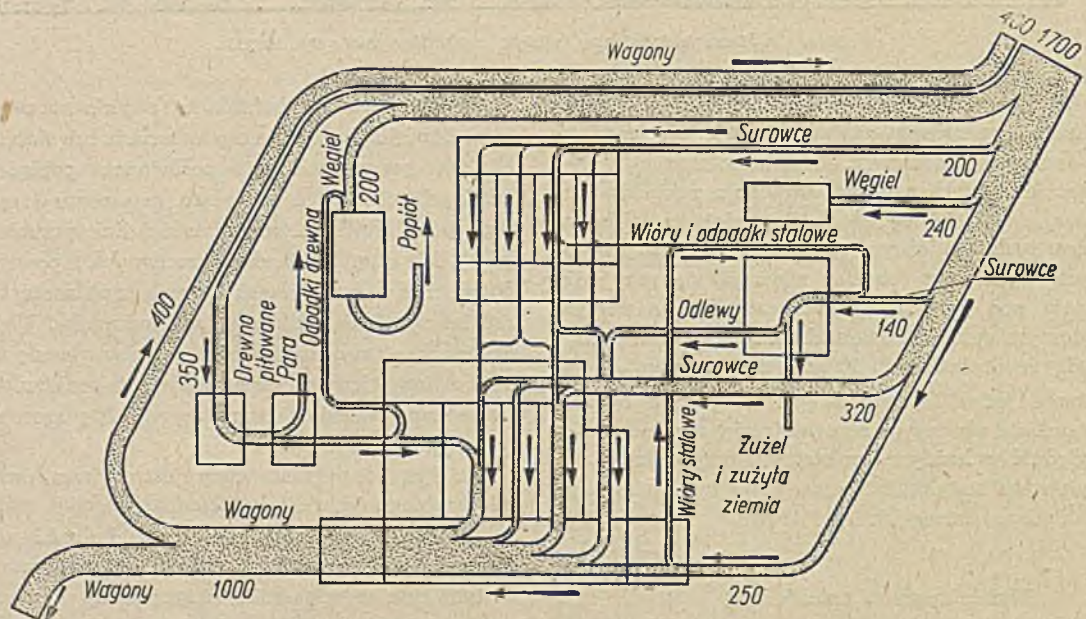 400 1700
Wagony
Surowce
200
Węgiel
240
Węgiel
200
Popiół
Odpadki drewna
Wióry i odpadki stalowe
Surowce
140
Odlewy
Surowce
320
400
350
Drewno
piłowane
Para
Wióry stalowe
Żużel
i zużyta
ziemia
Wagony
Wagony
1000
250